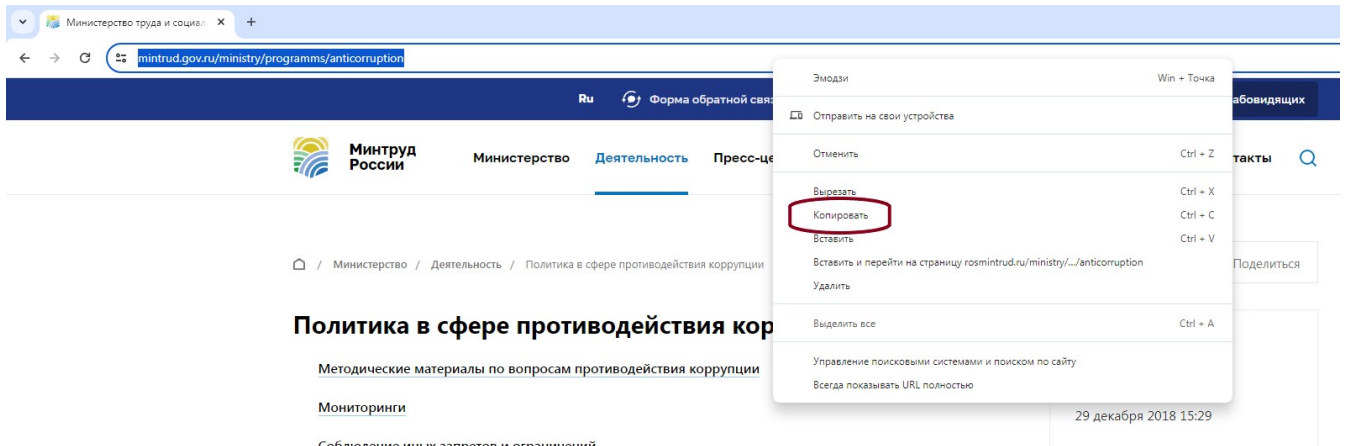 Министерство труда и социал
mintrud.gov.ru/ministry/programms/anticorruption
Ru Форма обратной связ абовидящих
Минтруд
России
Министерство Деятельность Пресс-це такты
Эмодзи Win + Точка
Отправить на свои устройства
Отменить Ctrl + Z
Вырезать Ctrl + X
Копировать Ctrl + C
Вставить Ctrl + V
Вставить и перейти на страницу rosmintrud.ru/ministry/.../anticorruption
Удалить
Выделить все Ctrl + A
Управление поисковыми системами и поиском по сайту
Всегда показывать URL полностью
/ Министерство / Деятельность / Политика в сфере противодействия коррупции
Поделиться
Политика в сфере противодействия кор
Методические материалы по вопросам противодействия коррупции
Мониторинги
29 декабря 2018 15:29
Соблюдение иных запретов и ограничений